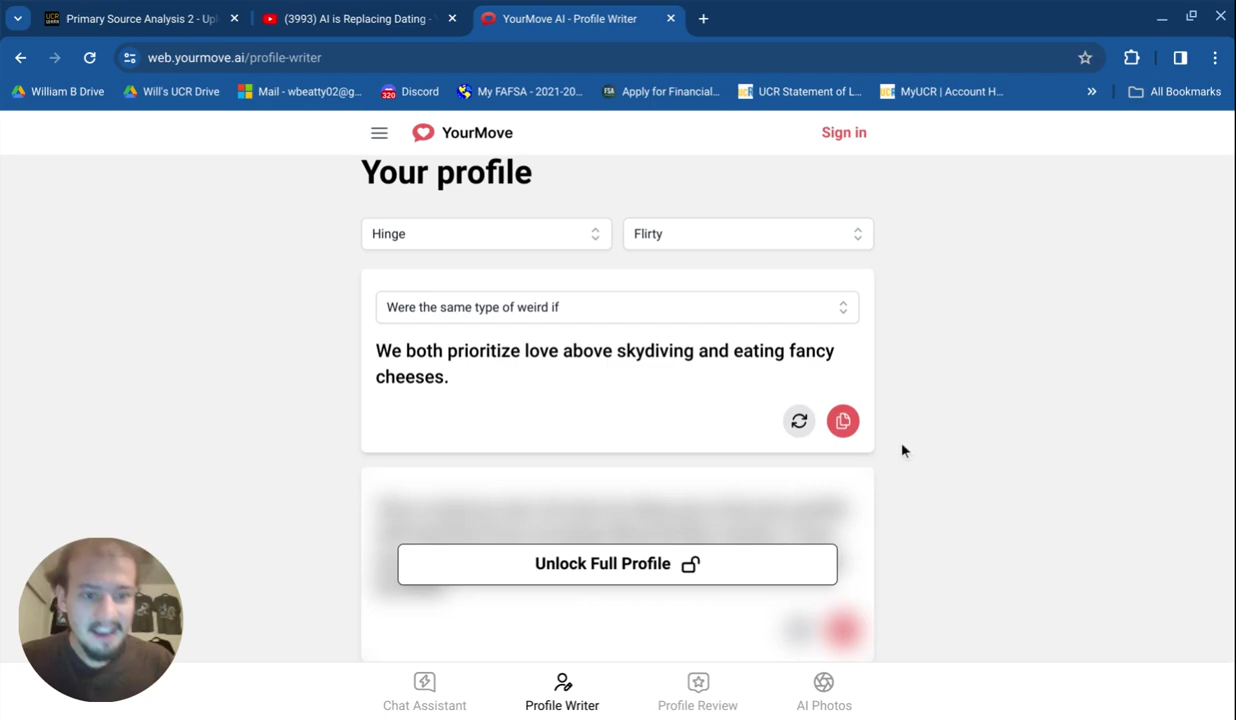 Primary Source Analysis 2 - Upl
(3993) AI is Replacing Dating -
YourMove AI - Profile Writer
web.yourmove.ai/profile-writer
William B Drive
Will's UCR Drive
Mail - wbeatty02@g...
320
Discord
My FAFSA - 2021-20...
Apply for Financial...
UCR Statement of L...
MyUCR | Account H...
All Bookmarks
YourMove
Sign in
Your profile
Hinge
Flirty
Were the same type of weird if
We both prioritize love above skydiving and eating fancy
cheeses.
Unlock Full Profile
Chat Assistant
Profile Writer
Profile Review
AI Photos